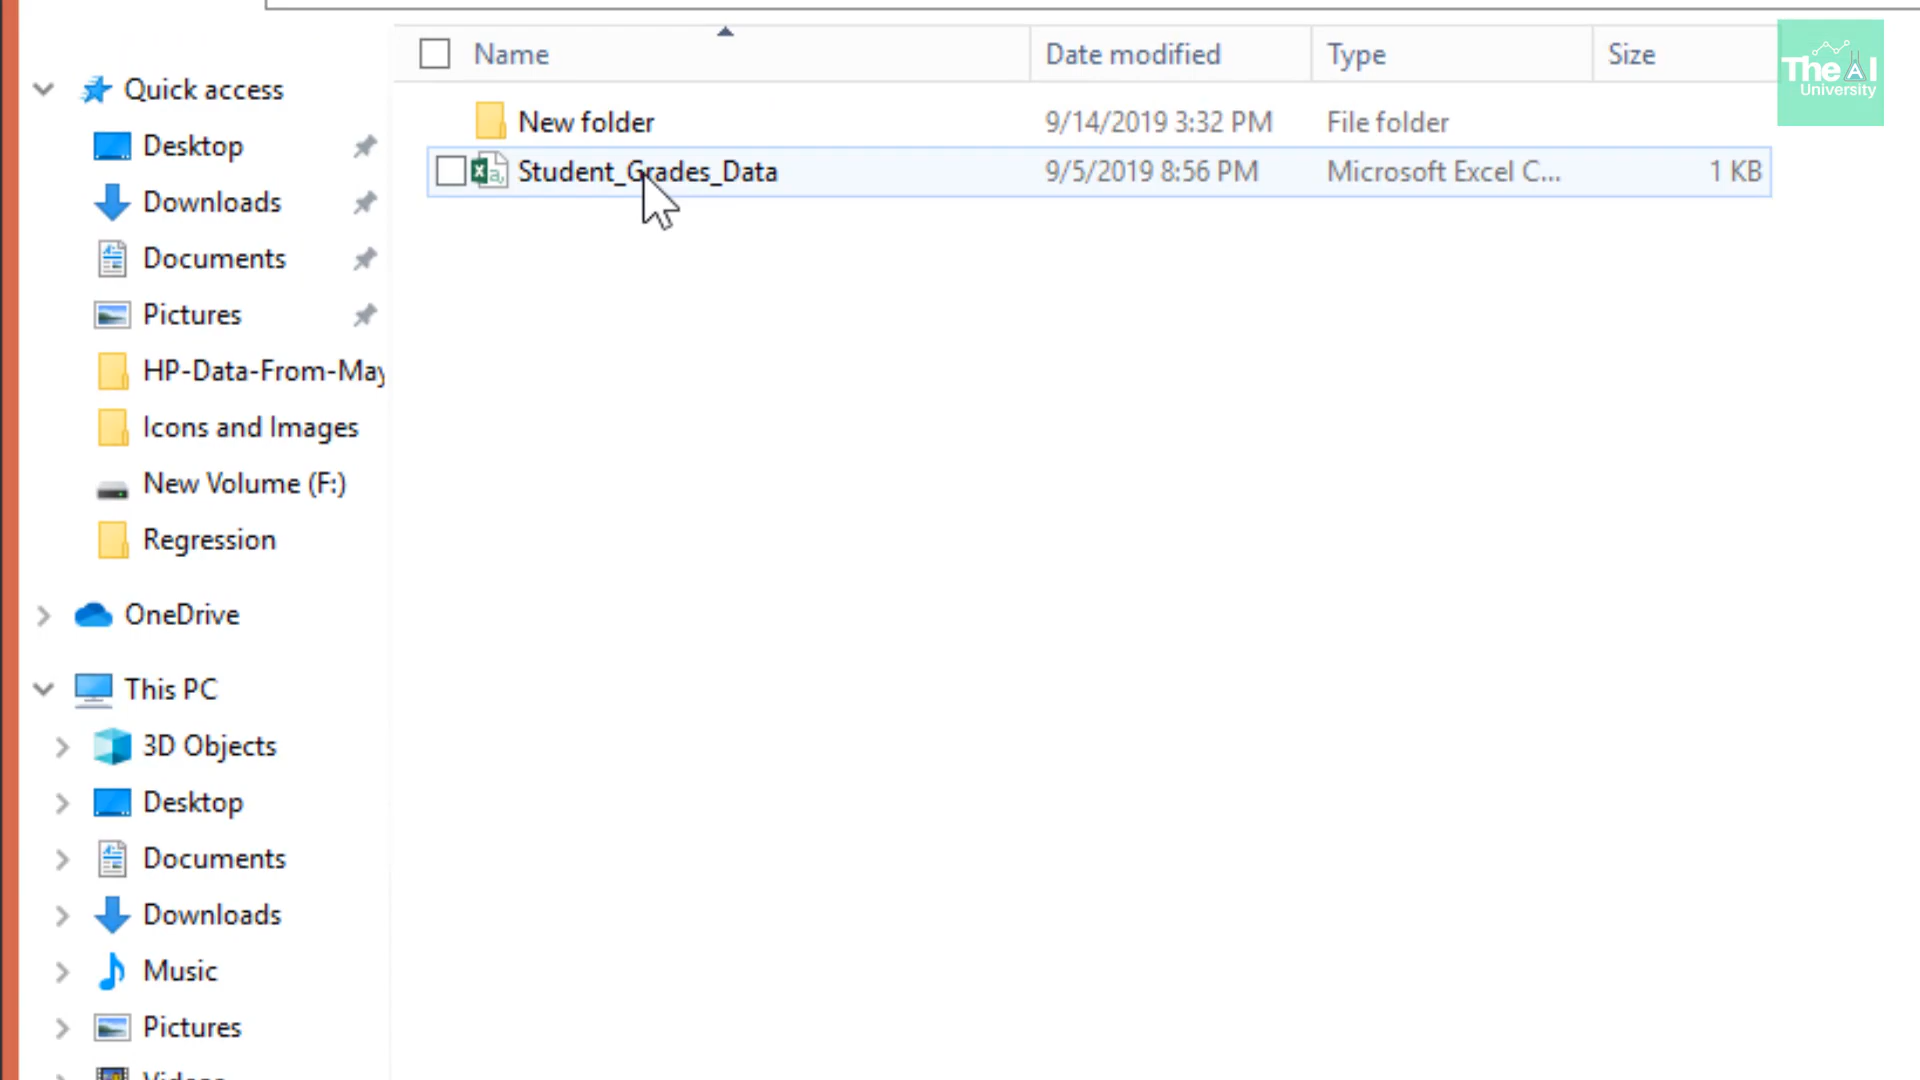 Name Date modified Type Size
The AI
University
Quick access
Desktop
Downloads
Documents
Pictures
HP-Data-From-May
Icons and Images
New Volume (F:)
Regression
OneDrive
This PC
3D Objects
Desktop
Documents
Downloads
Music
Pictures
Videos
New folder 9/14/2019 3:32 PM File folder
Student_Grades_Data 9/5/2019 8:56 PM Microsoft Excel C... 1 KB